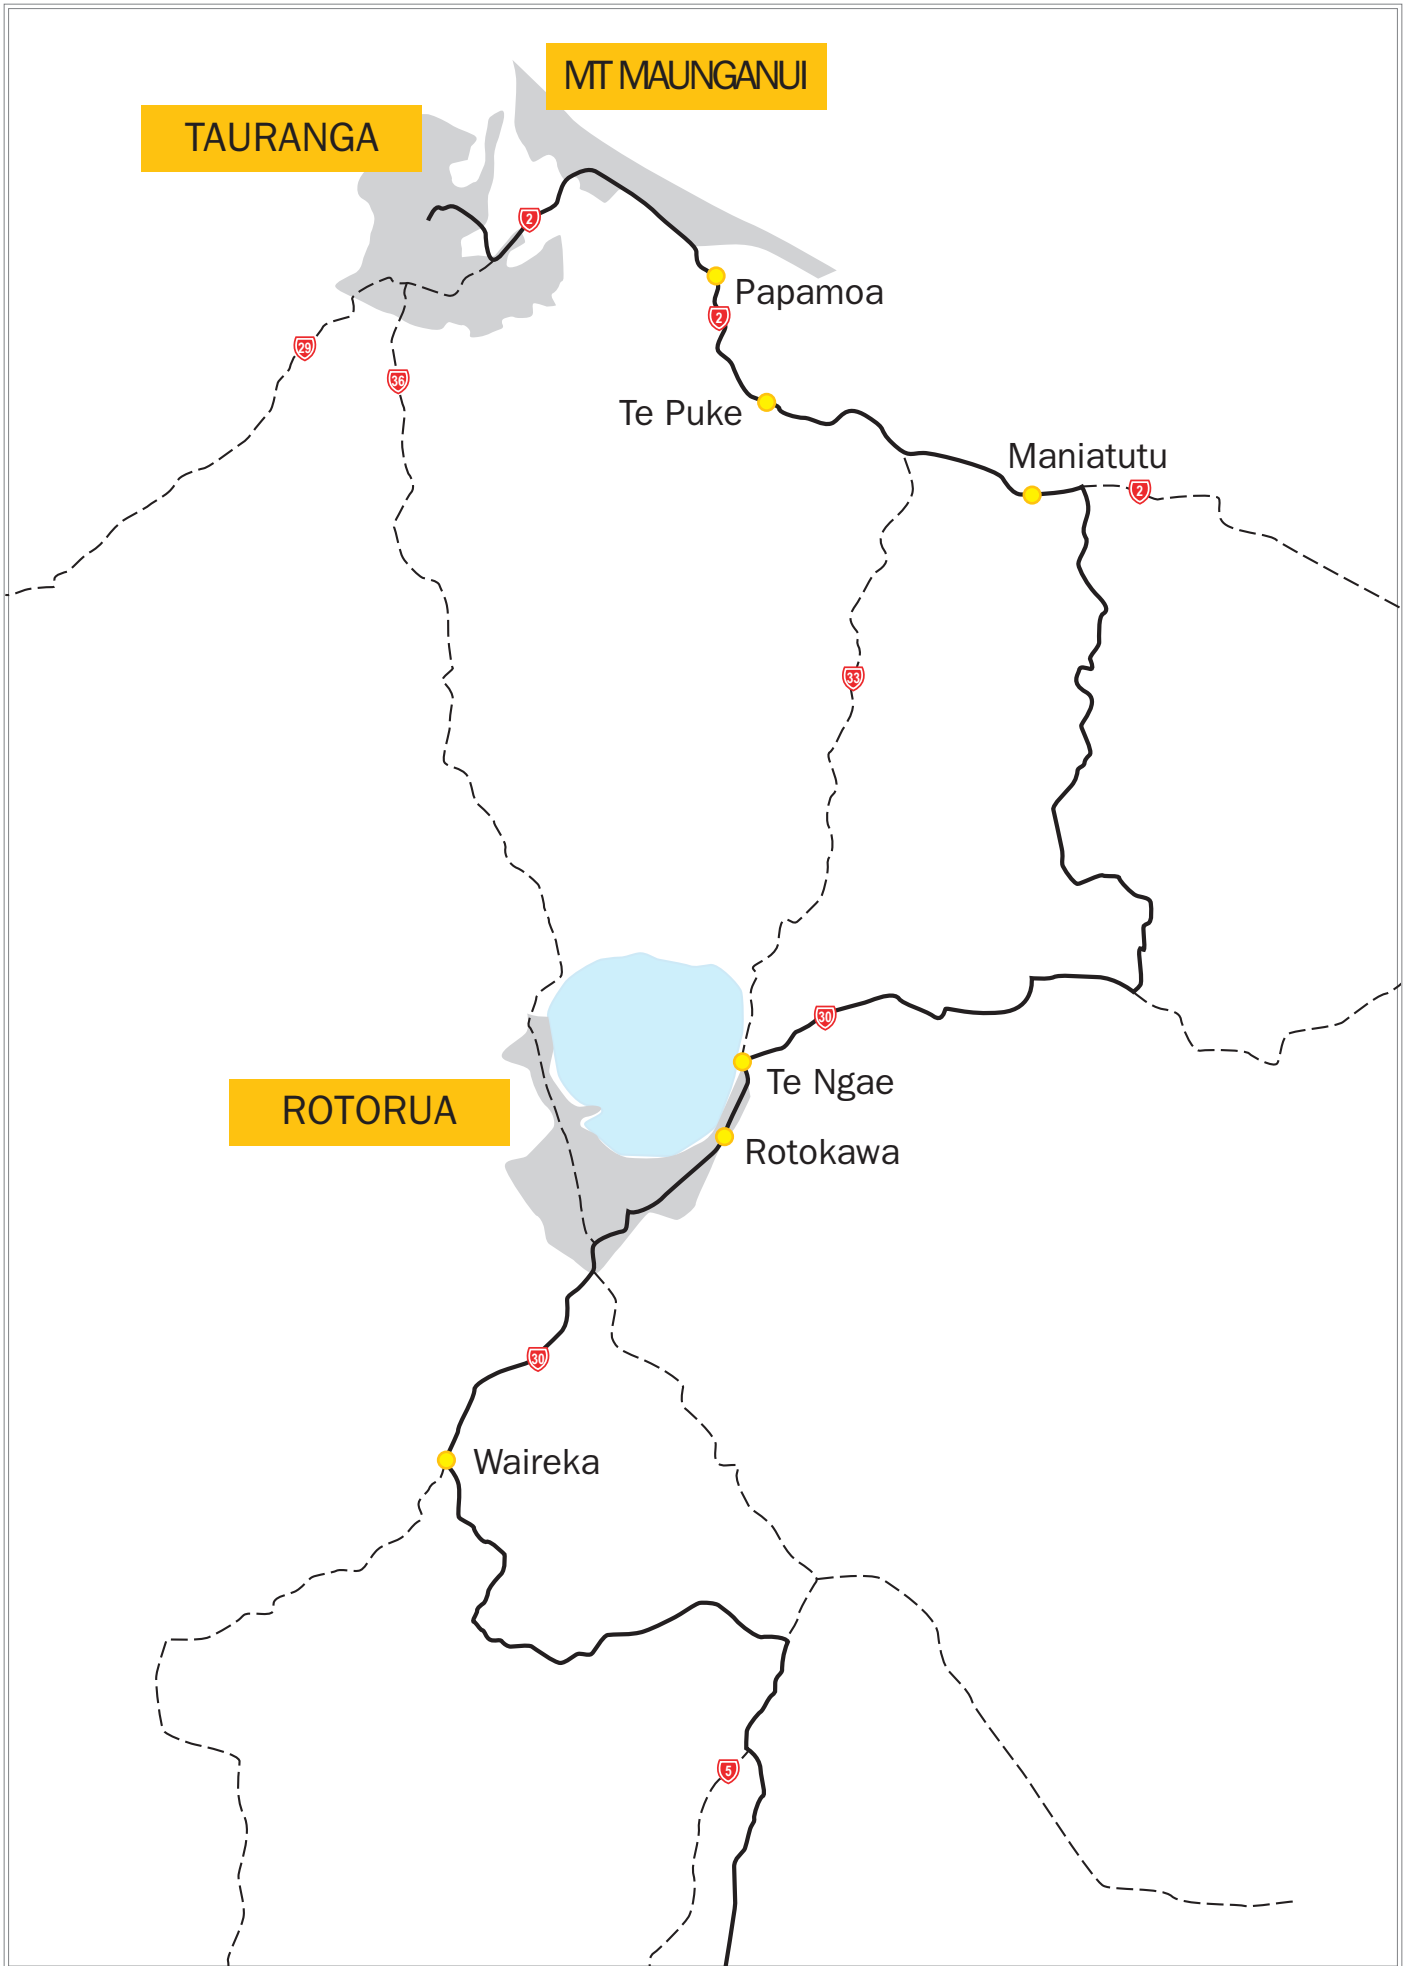 MT MAUNGANUI
TAURANGA
2
Papamoa
2
29
36
Te Puke
Maniatutu
2
33
30
Te Ngae
ROTORUA
Rotokawa
30
Waireka
5